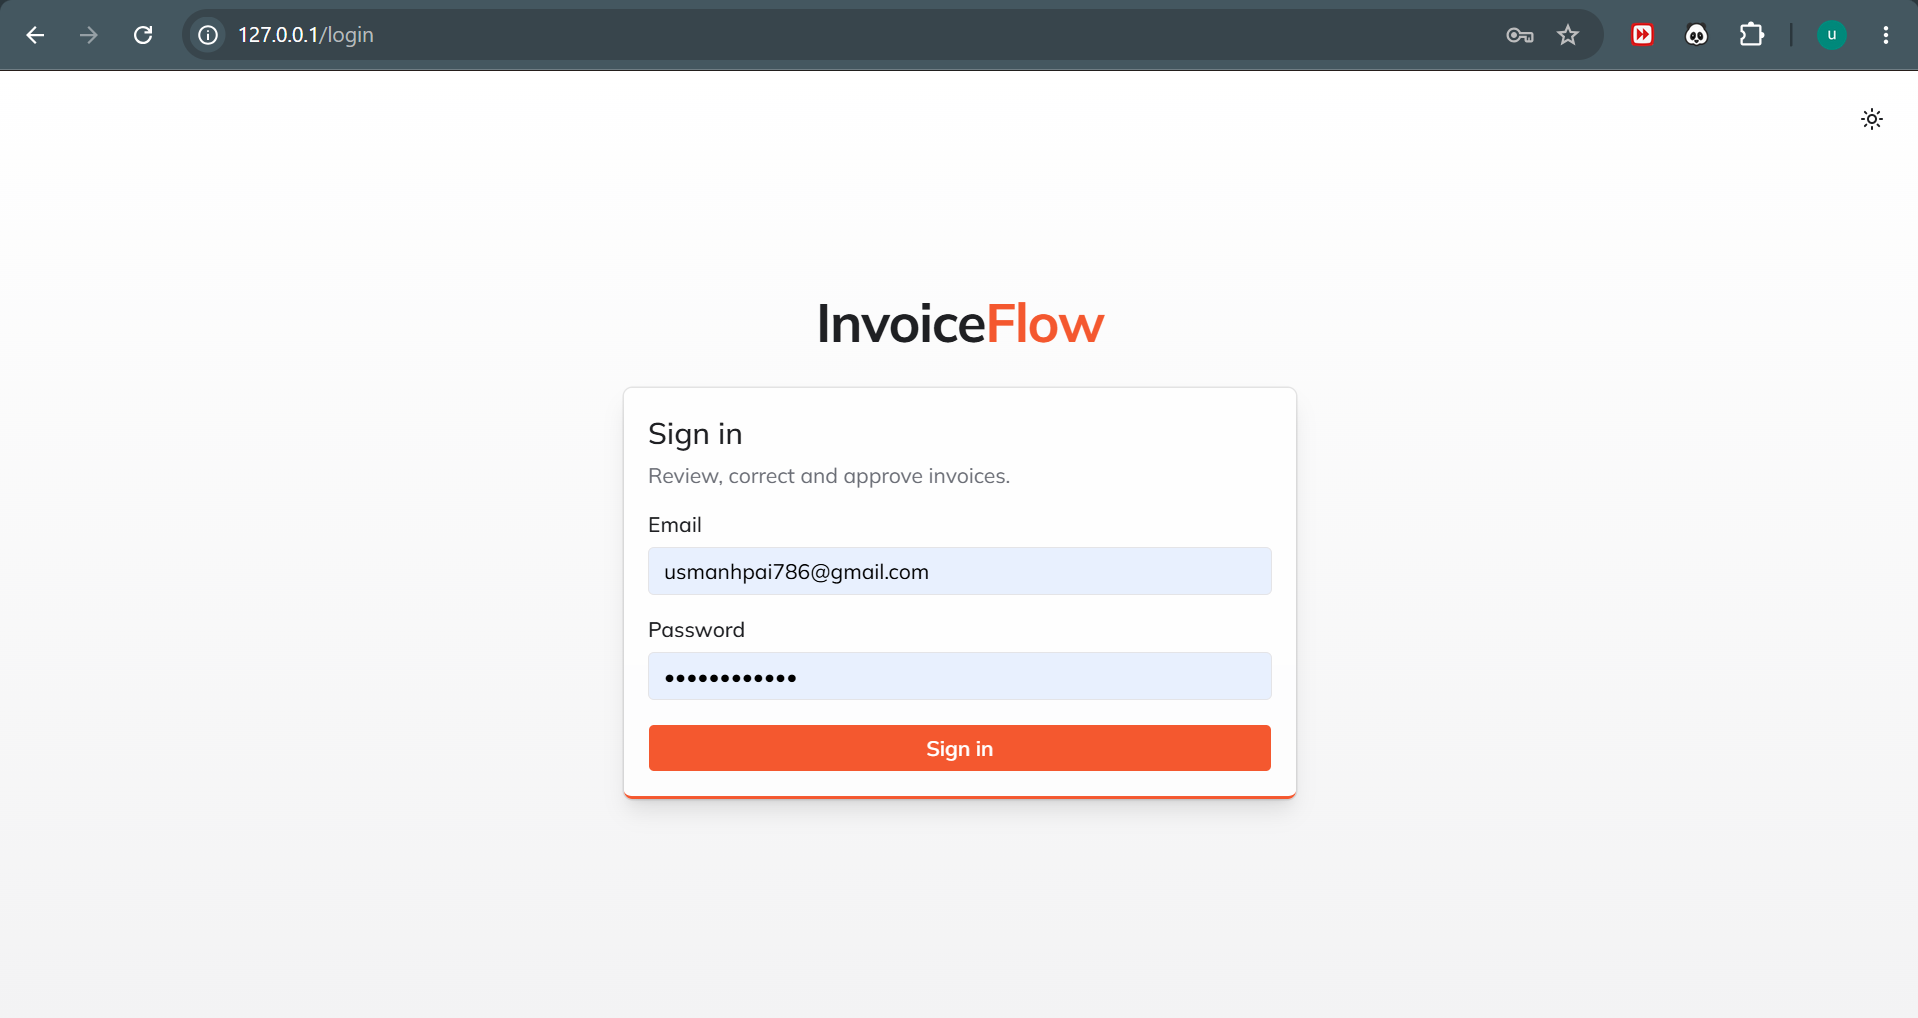 127.0.0.1/login
u
InvoiceFlow
Sign in
Review, correct and approve invoices.
Email
usmanhpai786@gmail.com
Password
••••••••••••
Sign in